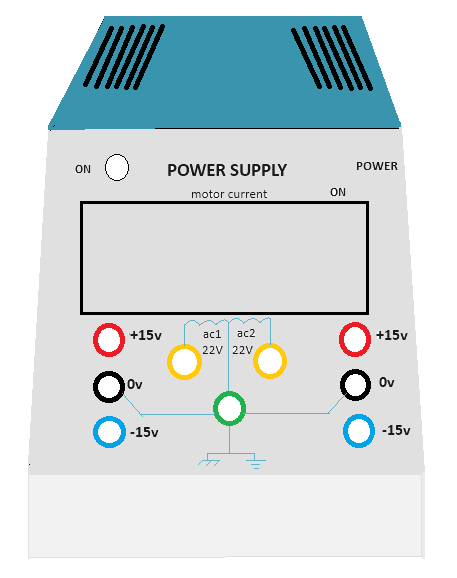 ON
POWER SUPPLY
POWER
motor current
ON
+15v
ac1
ac2
+15v
22V
22V
0v
0v
-15v
-15v